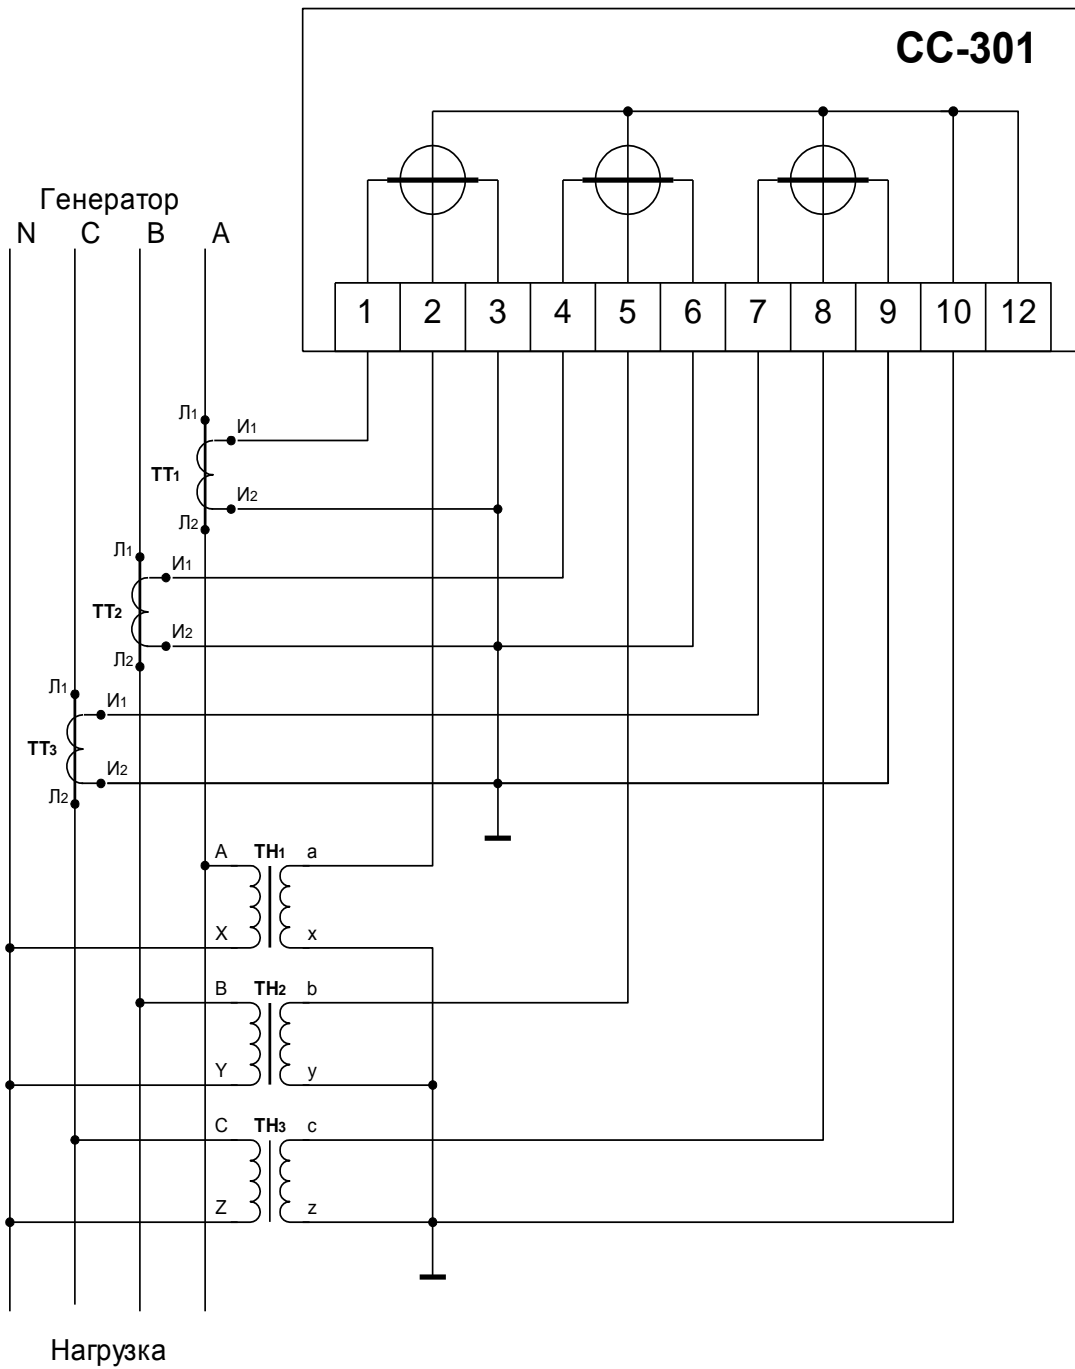 СС-301
Генератор
N C B A
1 2 3 4 5 6 7 8 9 10 12
Л1
И1
ТТ1
И2
Л2
Л1
И1
ТТ2
И2
Л2
Л1
И1
ТТ3
И2
Л2
A ТН1 a
X x
B ТН2 b
Y y
C ТН3 c
Z z
Нагрузка